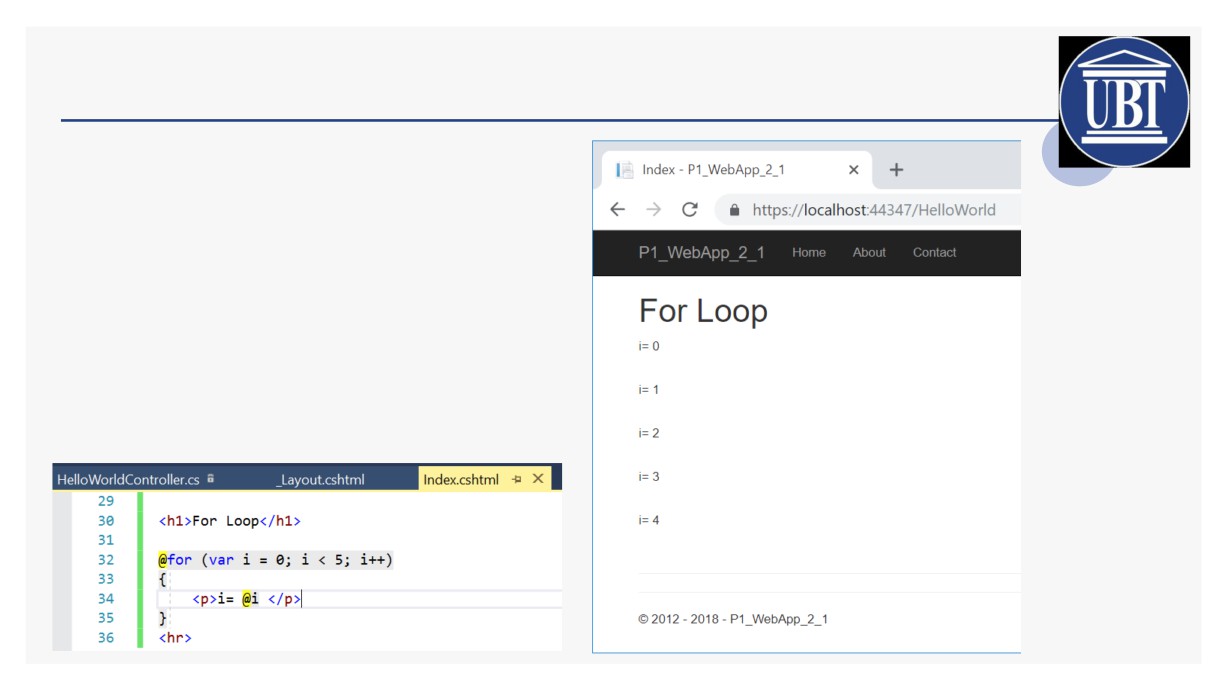 UBT
Index - P1_WebApp_2_1
https://localhost:44347/HelloWorld
P1_WebApp_2_1 Home About Contact
For Loop
i= 0
i= 1
i= 2
i= 3
i= 4
© 2012 - 2018 - P1_WebApp_2_1
HelloWorldController.cs _Layout.cshtml Index.cshtml
29
30 <h1>For Loop</h1>
31
32 @for (var i = 0; i < 5; i++)
33 {
34 <p>i= @i </p>
35 }
36 <hr>